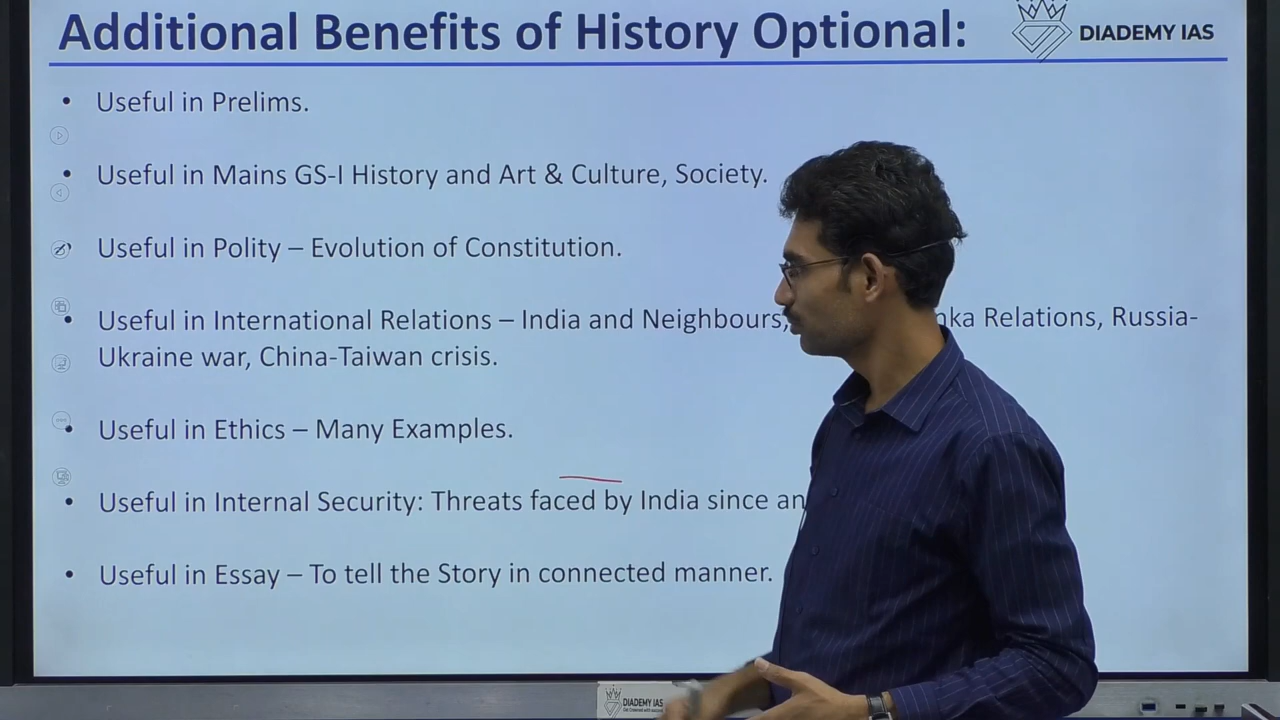 Additional Benefits of History Optional:
DIADEMY IAS
• Useful in Prelims.
• Useful in Mains GS-I History and Art & Culture, Society.
• Useful in Polity – Evolution of Constitution.
• Useful in International Relations – India and Neighbours, nka Relations, Russia-
Ukraine war, China-Taiwan crisis.
• Useful in Ethics – Many Examples.
• Useful in Internal Security: Threats faced by India since an
• Useful in Essay – To tell the Story in connected manner.
DIADEMY IAS